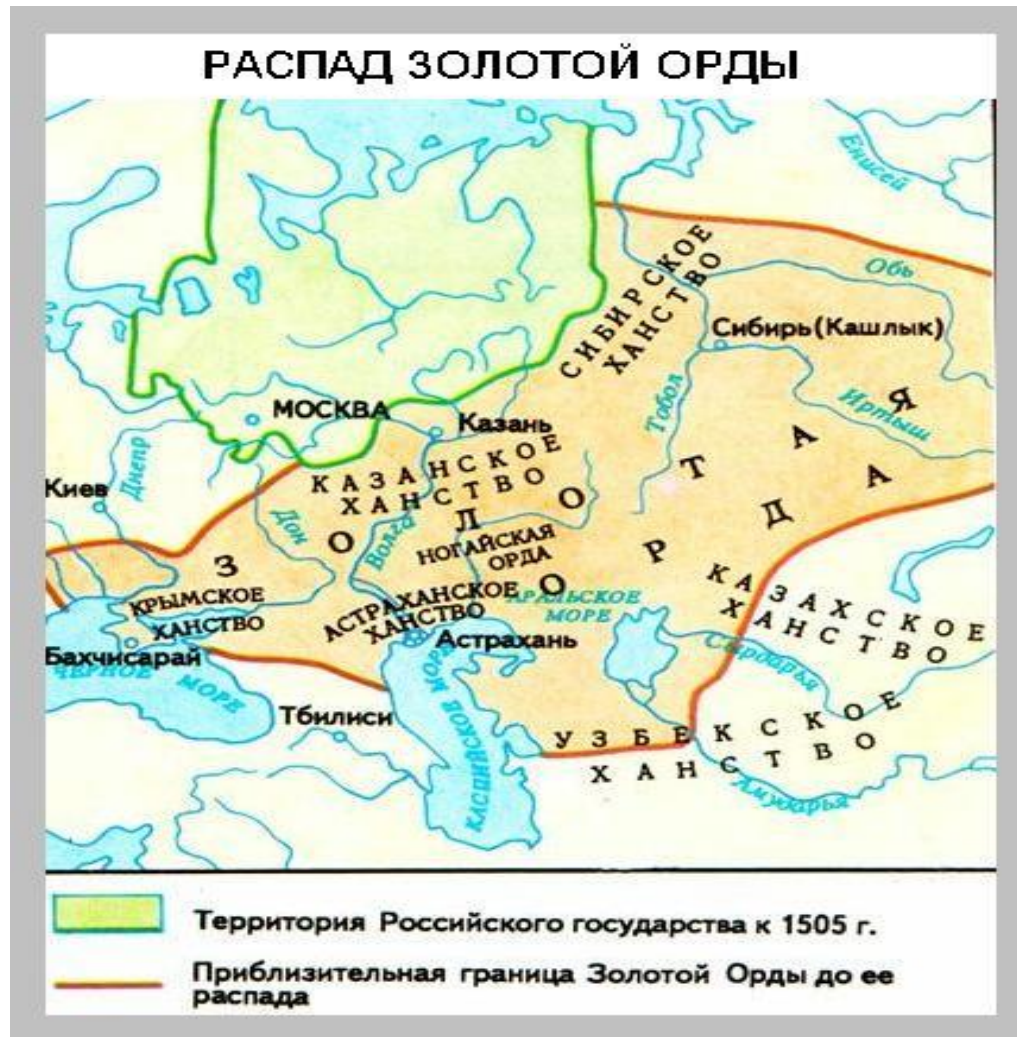 РАСПАД ЗОЛОТОЙ ОРДЫ
Енисей
Обь
СИБИРСКОЕ
ХАНСТВО
Сибирь(Кашлык)
Тобол
Иртыш
МОСКВА
Казань
КАЗАНСКОЕ
ХАНСТВО
Днепр
Киев
Дон
Волга
ЗОЛОТАЯ
ОРДА
НОГАЙСКАЯ
ОРДА
КРЫМСКОЕ
ХАНСТВО
АСТРАХАНСКОЕ
ХАНСТВО
Астрахань
АРАЛЬСКОЕ
МОРЕ
КАЗАХСКОЕ
ХАНСТВО
Бахчисарай
ЧЕРНОЕ МОРЕ
Тбилиси
КАСПИЙСКОЕ МОРЕ
Сырдарья
УЗБЕКСКОЕ
ХАНСТВО
Амударья
Территория Российского государства к 1505 г.
Приблизительная граница Золотой Орды до ее
распада